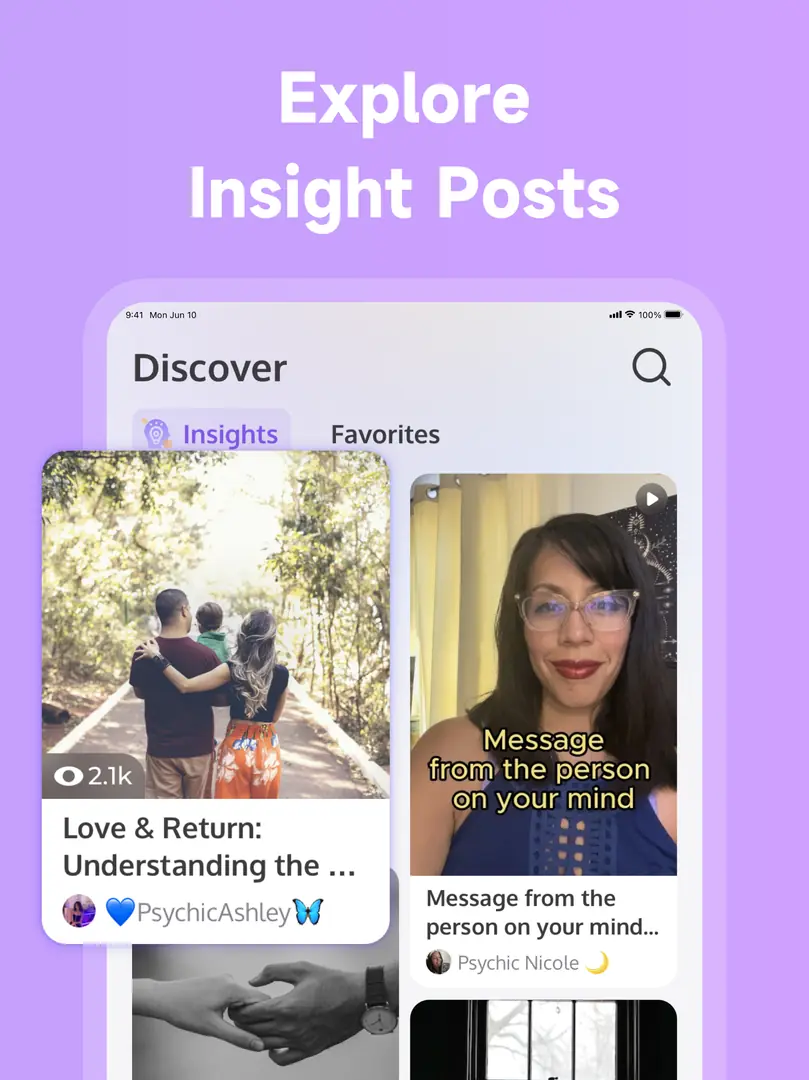 Explore
Insight Posts
9:41 Mon Jun 10
100%
Discover
Insights
Favorites
2.1k
Love & Return:
Understanding the ...
💙PsychicAshley🦋
Message
from the person
on your mind
Message from the
person on your mind...
Psychic Nicole 🌙